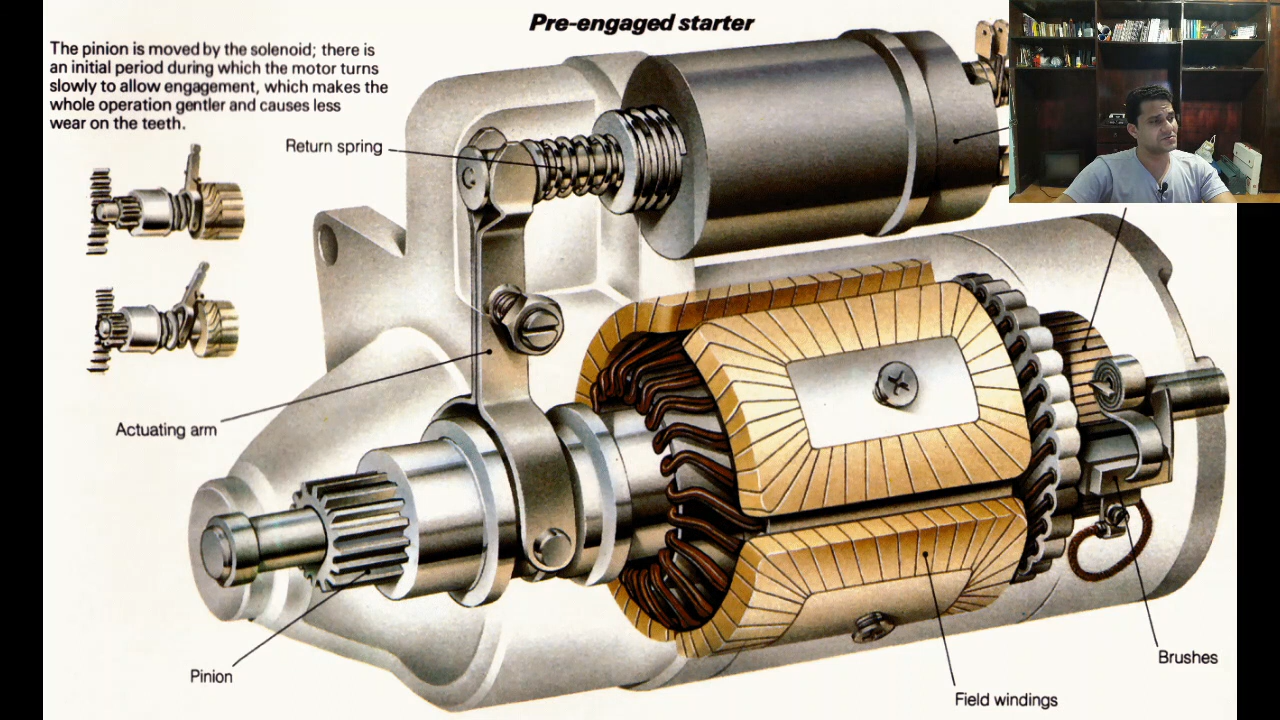 Pre-engaged starter
The pinion is moved by the solenoid; there is
an initial period during which the motor turns
slowly to allow engagement, which makes the
whole operation gentler and causes less
wear on the teeth.
Return spring
Actuating arm
Pinion
Brushes
Field windings